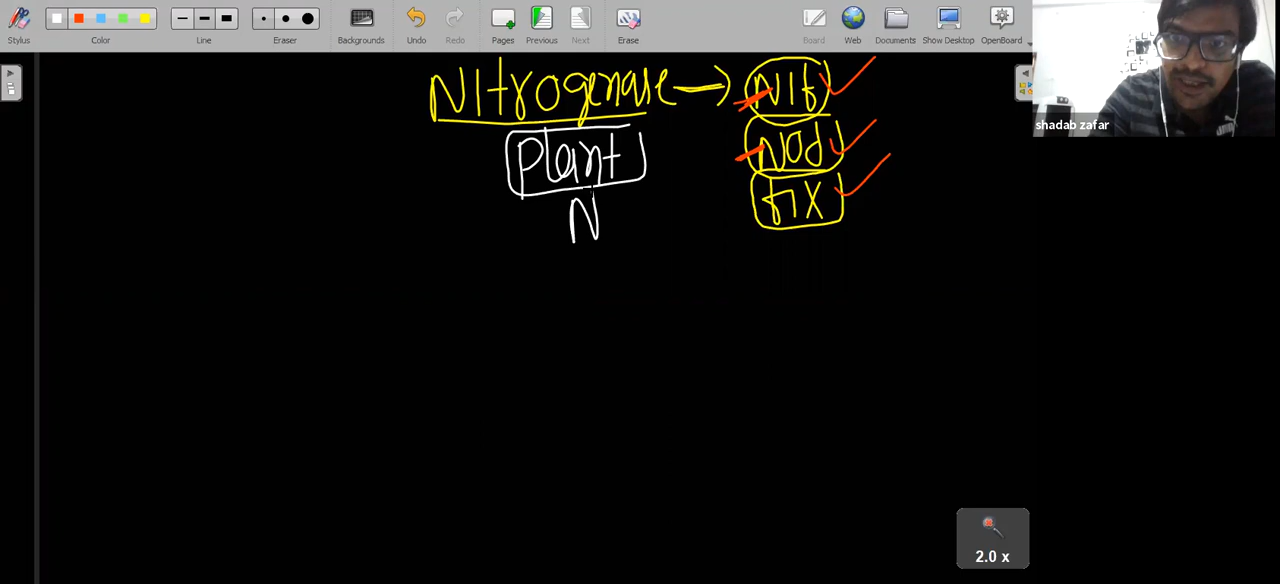 Stylus Color Line Eraser Backgrounds Undo Redo Pages Previous Next Erase Board Web Documents Show Desktop OpenBoard
shadab zafar
Nitrogenase → Nif
Plant Nod
N fix
2.0 x